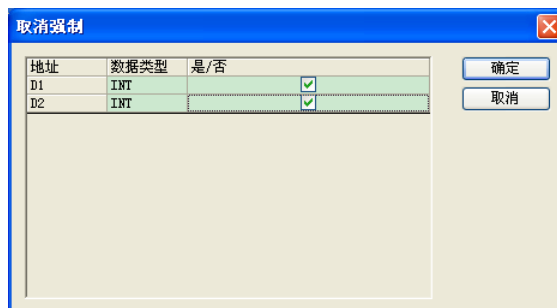 取消强制
地址 数据类型 是/否
D1 INT
D2 INT
确定
取消